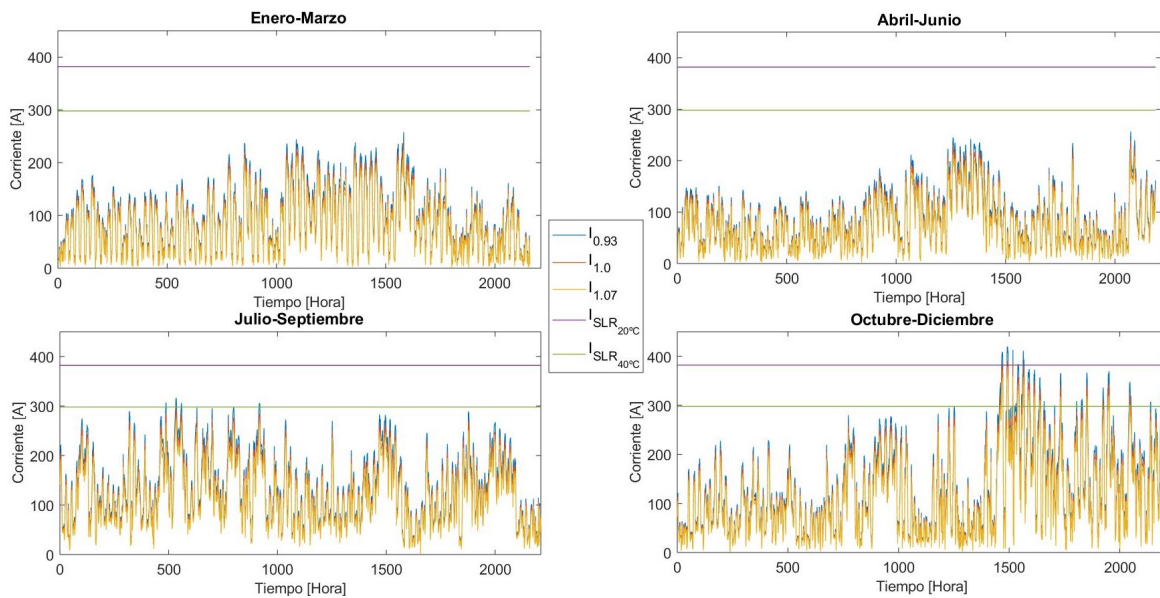 Enero-Marzo
400
300
200
100
0
Corriente [A]
0
500
1000
1500
2000
Tiempo [Hora]
Abril-Junio
400
300
200
100
0
Corriente [A]
0
500
1000
1500
2000
Tiempo [Hora]
I0.93
I1.0
I1.07
ISLR20ºC
ISLR40ºC
Julio-Septiembre
400
300
200
100
0
Corriente [A]
0
500
1000
1500
2000
Tiempo [Hora]
Octubre-Diciembre
400
300
200
100
0
Corriente [A]
0
500
1000
1500
2000
Tiempo [Hora]